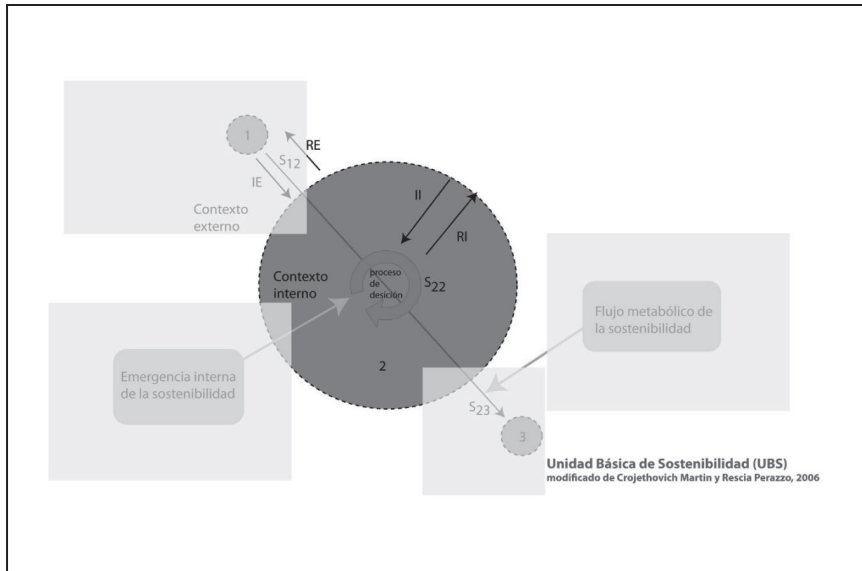 1
RE
S12
IE
Contexto
externo
II
RI
Contexto
interno
proceso
de
desición
S22
2
Flujo metabólico de
la sostenibilidad
Emergencia interna
de la sostenibilidad
S23
3
Unidad Básica de Sostenibilidad (UBS)
modificado de Crojethovich Martin y Rescia Perazzo, 2006